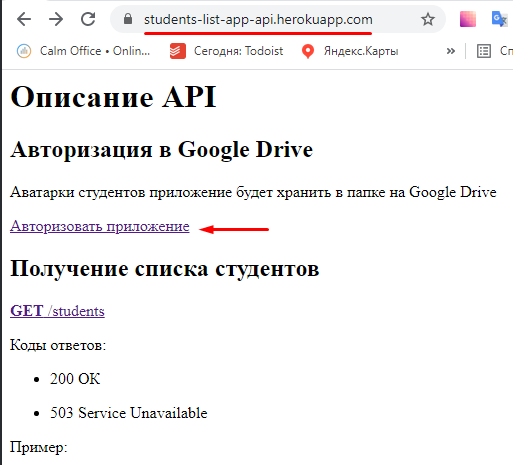 students-list-app-api.herokuapp.com
Calm Office • Onlin...
Сегодня: Todoist
Яндекс.Карты
»
Сп
Описание API
Авторизация в Google Drive
Аватарки студентов приложение будет хранить в папке на Google Drive
Авторизовать приложение
Получение списка студентов
GET /students
Коды ответов:
• 200 OK
• 503 Service Unavailable
Пример: